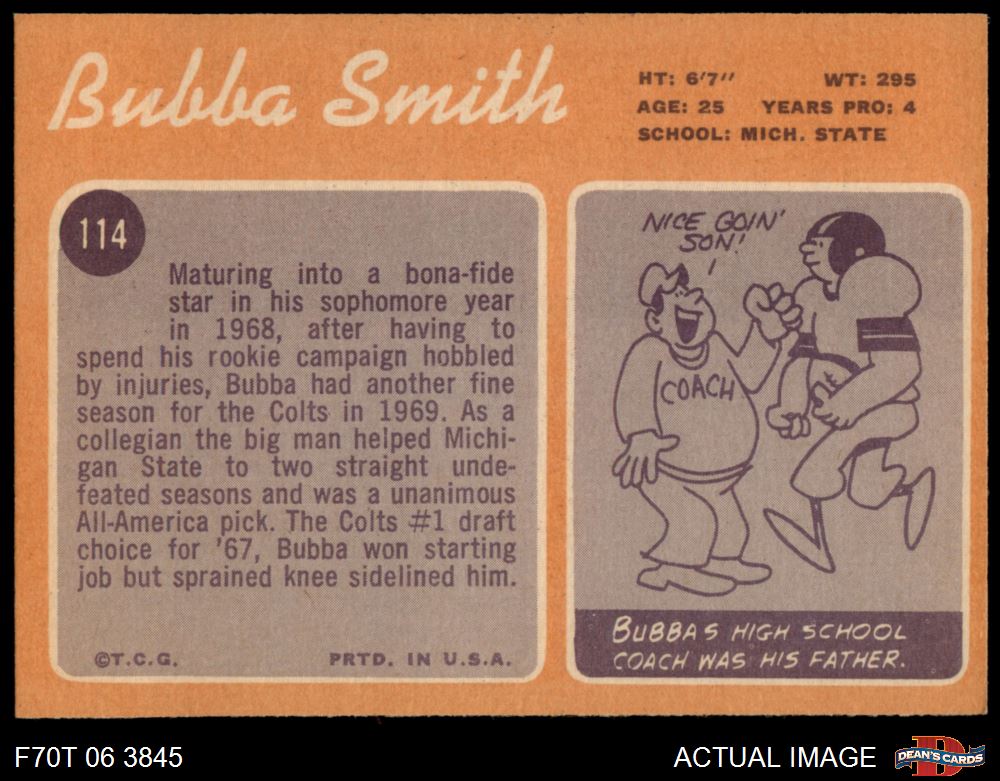 Bubba Smith
HT: 6'7" WT: 295
AGE: 25 YEARS PRO: 4
SCHOOL: MICH. STATE
114
Maturing into a bona-fide
star in his sophomore year
in 1968, after having to
spend his rookie campaign hobbled
by injuries, Bubba had another fine
season for the Colts in 1969. As a
collegian the big man helped Michi-
gan State to two straight unde-
feated seasons and was a unanimous
All-America pick. The Colts #1 draft
choice for '67, Bubba won starting
job but sprained knee sidelined him.
©T.C.G. PRTD. IN U.S.A.
NICE GOIN'
SON!
COACH
BUBBAS HIGH SCHOOL
COACH WAS HIS FATHER.
F70T 06 3845
ACTUAL IMAGE
D
DEAN'S CARDS